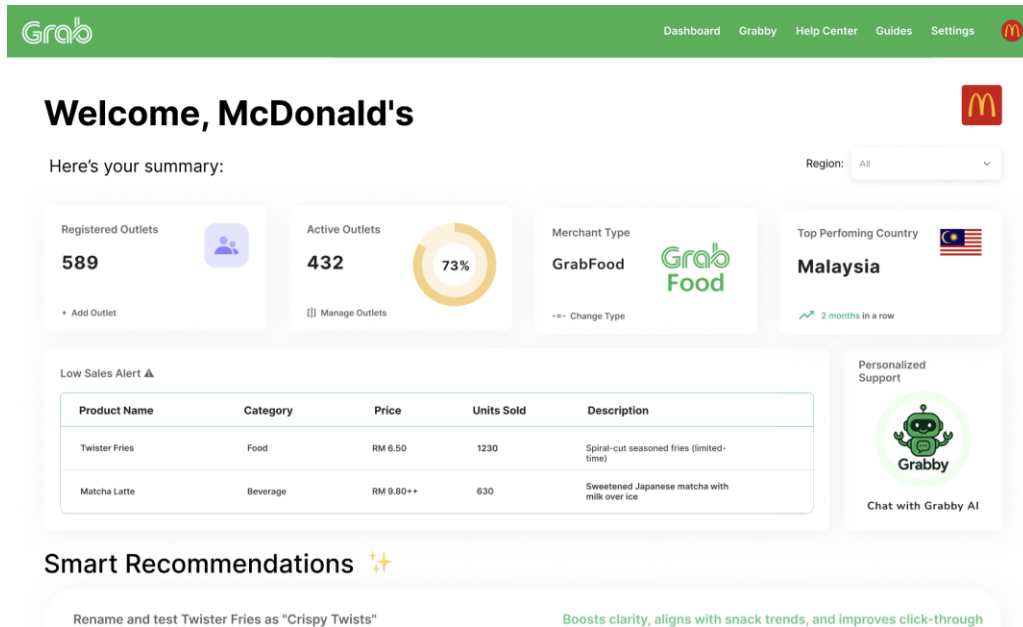 Grab
Dashboard Grabby Help Center Guides Settings
Welcome, McDonald's
Here's your summary:
Region: All
Registered Outlets
589
+ Add Outlet
Active Outlets
432
73%
Manage Outlets
Merchant Type
GrabFood
Grab
Food
Change Type
Top Perfoming Country
Malaysia
2 months in a row
Low Sales Alert
Product Name Category Price Units Sold Description
Twister Fries Food RM 6.50 1230 Spiral-cut seasoned fries (limited-
time)
Matcha Latte Beverage RM 9.80++ 630 Sweetened Japanese matcha with
milk over ice
Personalized
Support
Grabby
Chat with Grabby AI
Smart Recommendations
Rename and test Twister Fries as "Crispy Twists" Boosts clarity, aligns with snack trends, and improves click-through